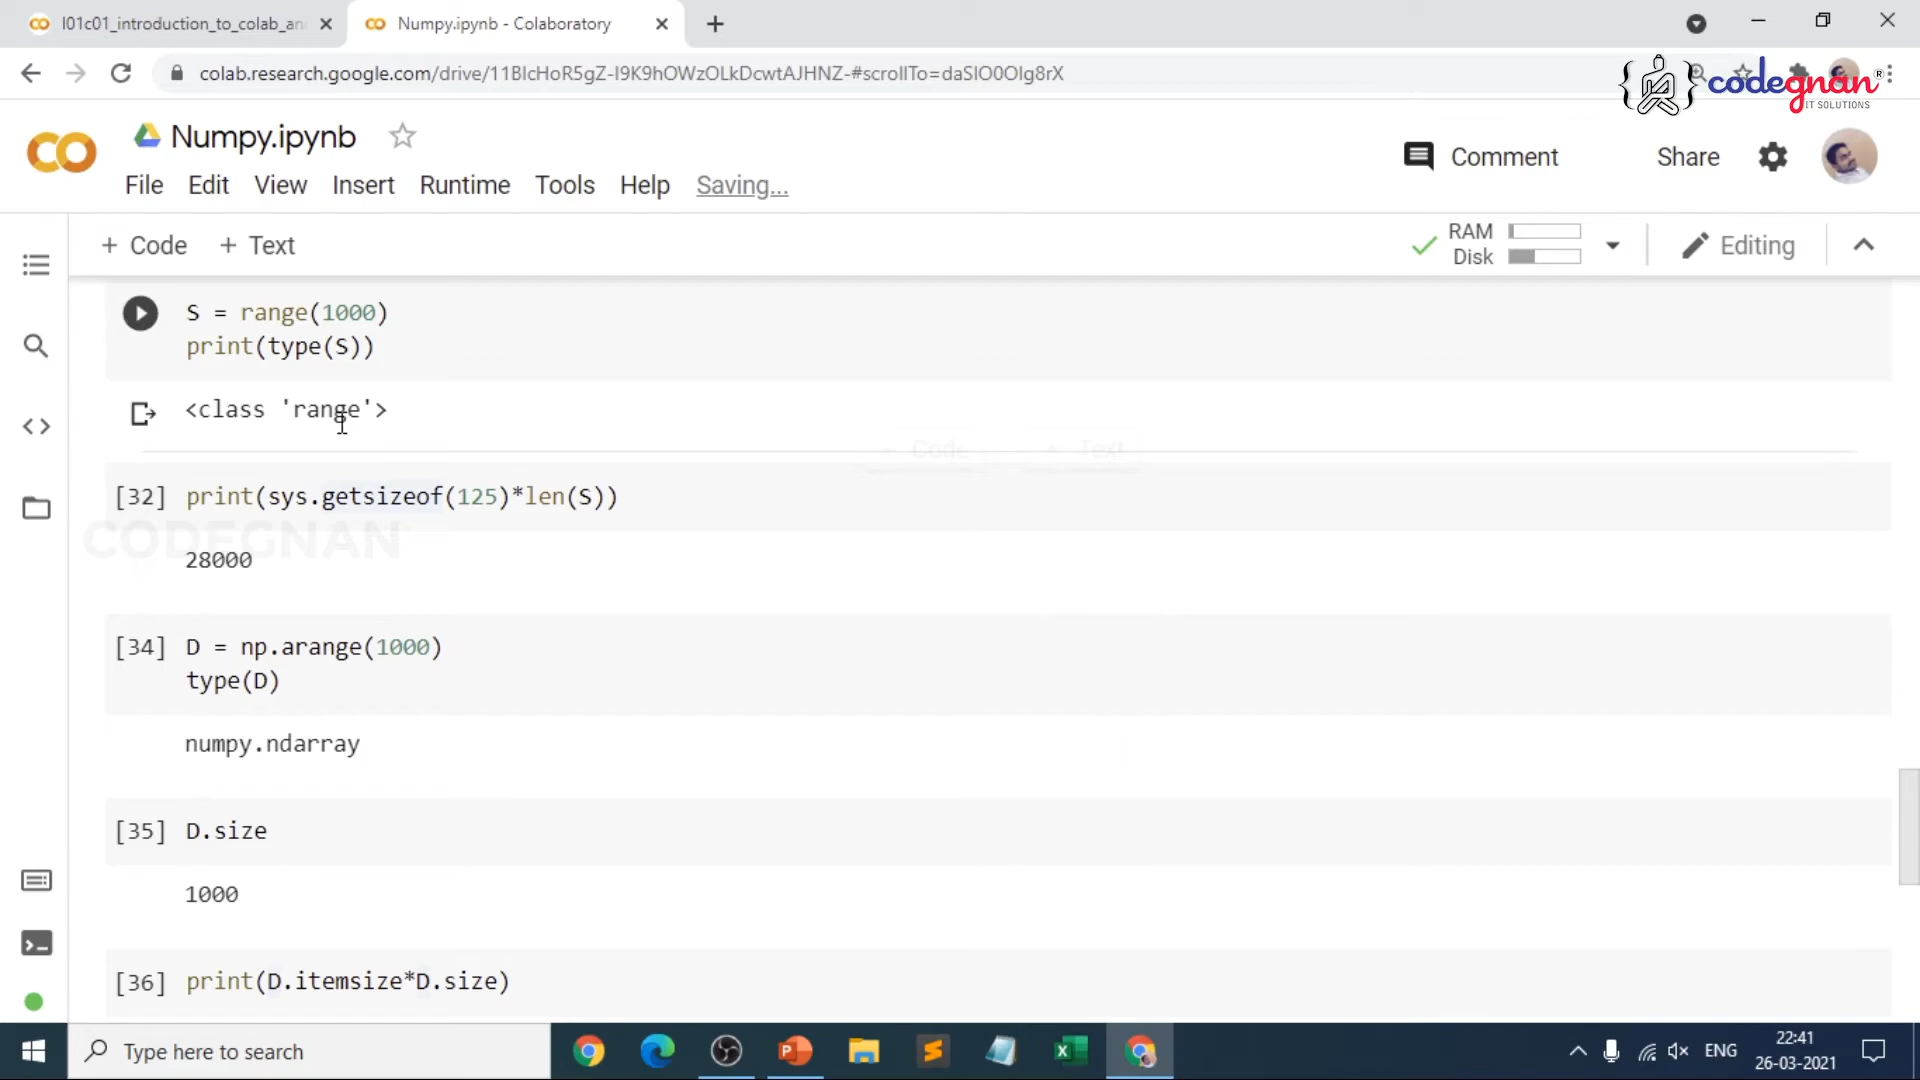 l01c01_introduction_to_colab_an
Numpy.ipynb - Colaboratory
colab.research.google.com/drive/11BlcHoR5gZ-I9K9hOWzOLkDcwtAJHNZ-#scrollTo=daSIO0OIg8rX
codegnan®
IT SOLUTIONS
Numpy.ipynb
Comment
Share
File Edit View Insert Runtime Tools Help Saving...
+ Code + Text
RAM
Disk
Editing
S = range(1000)
print(type(S))
<class 'range'>
+ Code + Text
[32] print(sys.getsizeof(125)*len(S))
CODEGNAN
28000
[34] D = np.arange(1000)
type(D)
numpy.ndarray
[35] D.size
1000
[36] print(D.itemsize*D.size)
Type here to search
ENG
22:41
26-03-2021